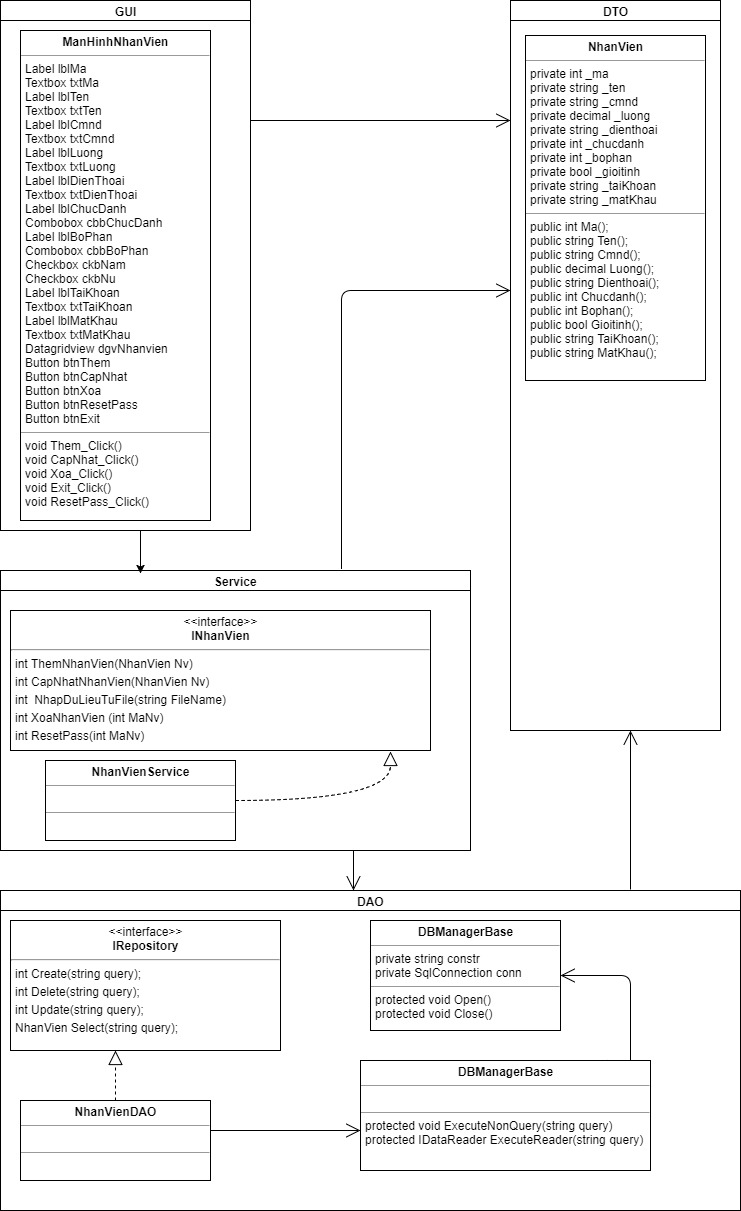 GUI
ManHinhNhanVien
Label lblMa
Textbox txtMa
Label lblTen
Textbox txtTen
Label lblCmnd
Textbox txtCmnd
Label lblLuong
Textbox txtLuong
Label lblDienThoai
Textbox txtDienThoai
Label lblChucDanh
Combobox cbbChucDanh
Label lblBoPhan
Combobox cbbBoPhan
Checkbox ckbNam
Checkbox ckbNu
Label lblTaiKhoan
Textbox txtTaiKhoan
Label lblMatKhau
Textbox txtMatKhau
Datagridview dgvNhanvien
Button btnThem
Button btnCapNhat
Button btnXoa
Button btnResetPass
Button btnExit
void Them_Click()
void CapNhat_Click()
void Xoa_Click()
void Exit_Click()
void ResetPass_Click()
DTO
NhanVien
private int _ma
private string _ten
private string _cmnd
private decimal _luong
private string _dienthoai
private int _chucdanh
private int _bophan
private bool _gioitinh
private string _taiKhoan
private string _matKhau
public int Ma();
public string Ten();
public string Cmnd();
public decimal Luong();
public string Dienthoai();
public int Chucdanh();
public int Bophan();
public bool Gioitinh();
public string TaiKhoan();
public string MatKhau();
Service
<<interface>>
INhanVien
int ThemNhanVien(NhanVien Nv)
int CapNhatNhanVien(NhanVien Nv)
int NhapDuLieuTuFile(string FileName)
int XoaNhanVien (int MaNv)
int ResetPass(int MaNv)
NhanVienService
DAO
<<interface>>
IRepository
int Create(string query);
int Delete(string query);
int Update(string query);
NhanVien Select(string query);
NhanVienDAO
DBManagerBase
private string constr
private SqlConnection conn
protected void Open()
protected void Close()
DBManagerBase
protected void ExecuteNonQuery(string query)
protected IDataReader ExecuteReader(string query)